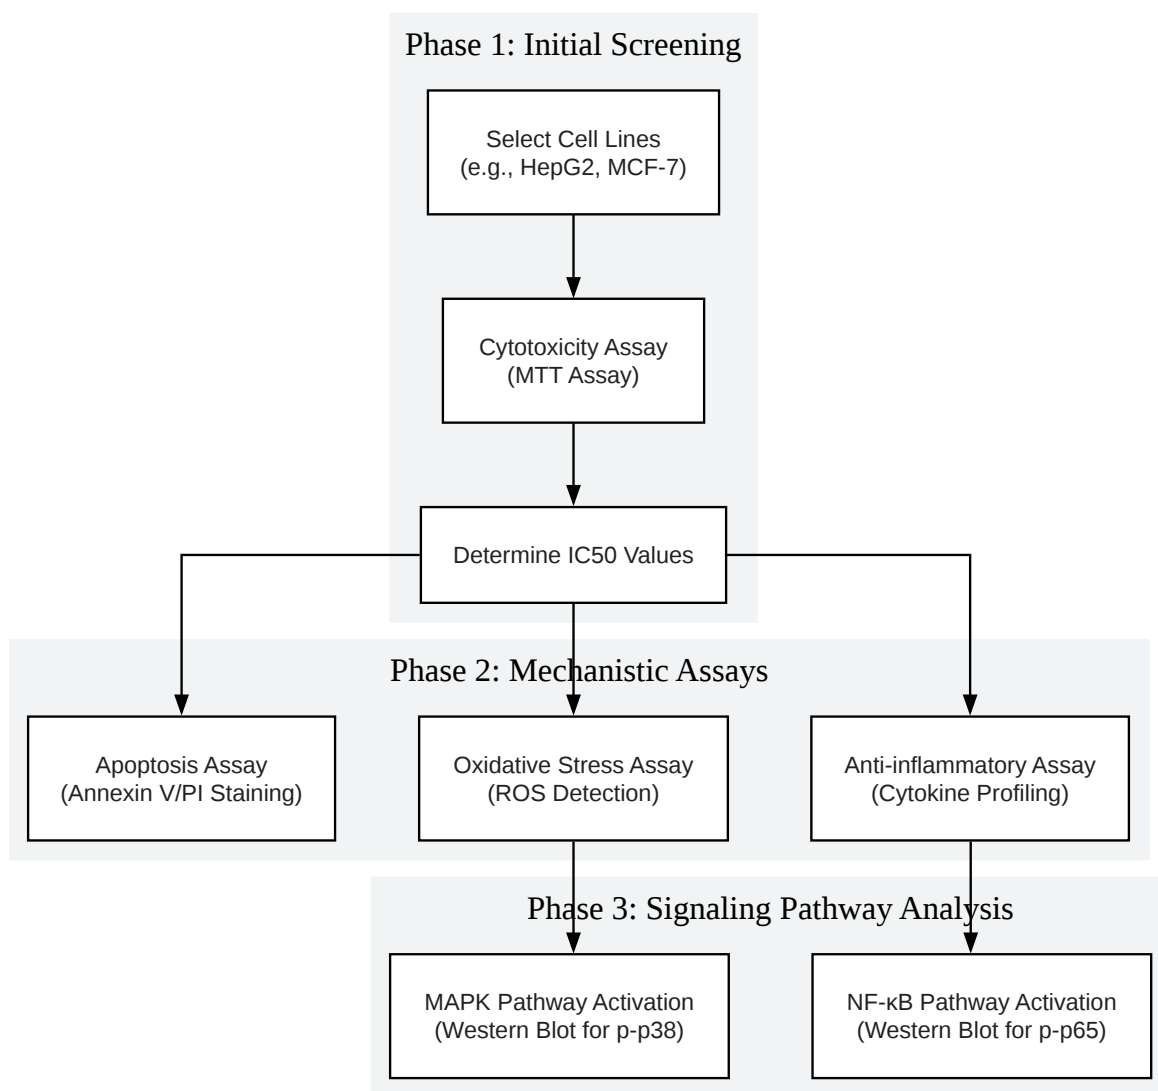 Phase 1: Initial Screening
Select Cell Lines
(e.g., HepG2, MCF-7)
Cytotoxicity Assay
(MTT Assay)
Determine IC50 Values
Phase 2: Mechanistic Assays
Apoptosis Assay
(Annexin V/PI Staining)
Oxidative Stress Assay
(ROS Detection)
Anti-inflammatory Assay
(Cytokine Profiling)
Phase 3: Signaling Pathway Analysis
MAPK Pathway Activation
(Western Blot for p-p38)
NF-κB Pathway Activation
(Western Blot for p-p65)